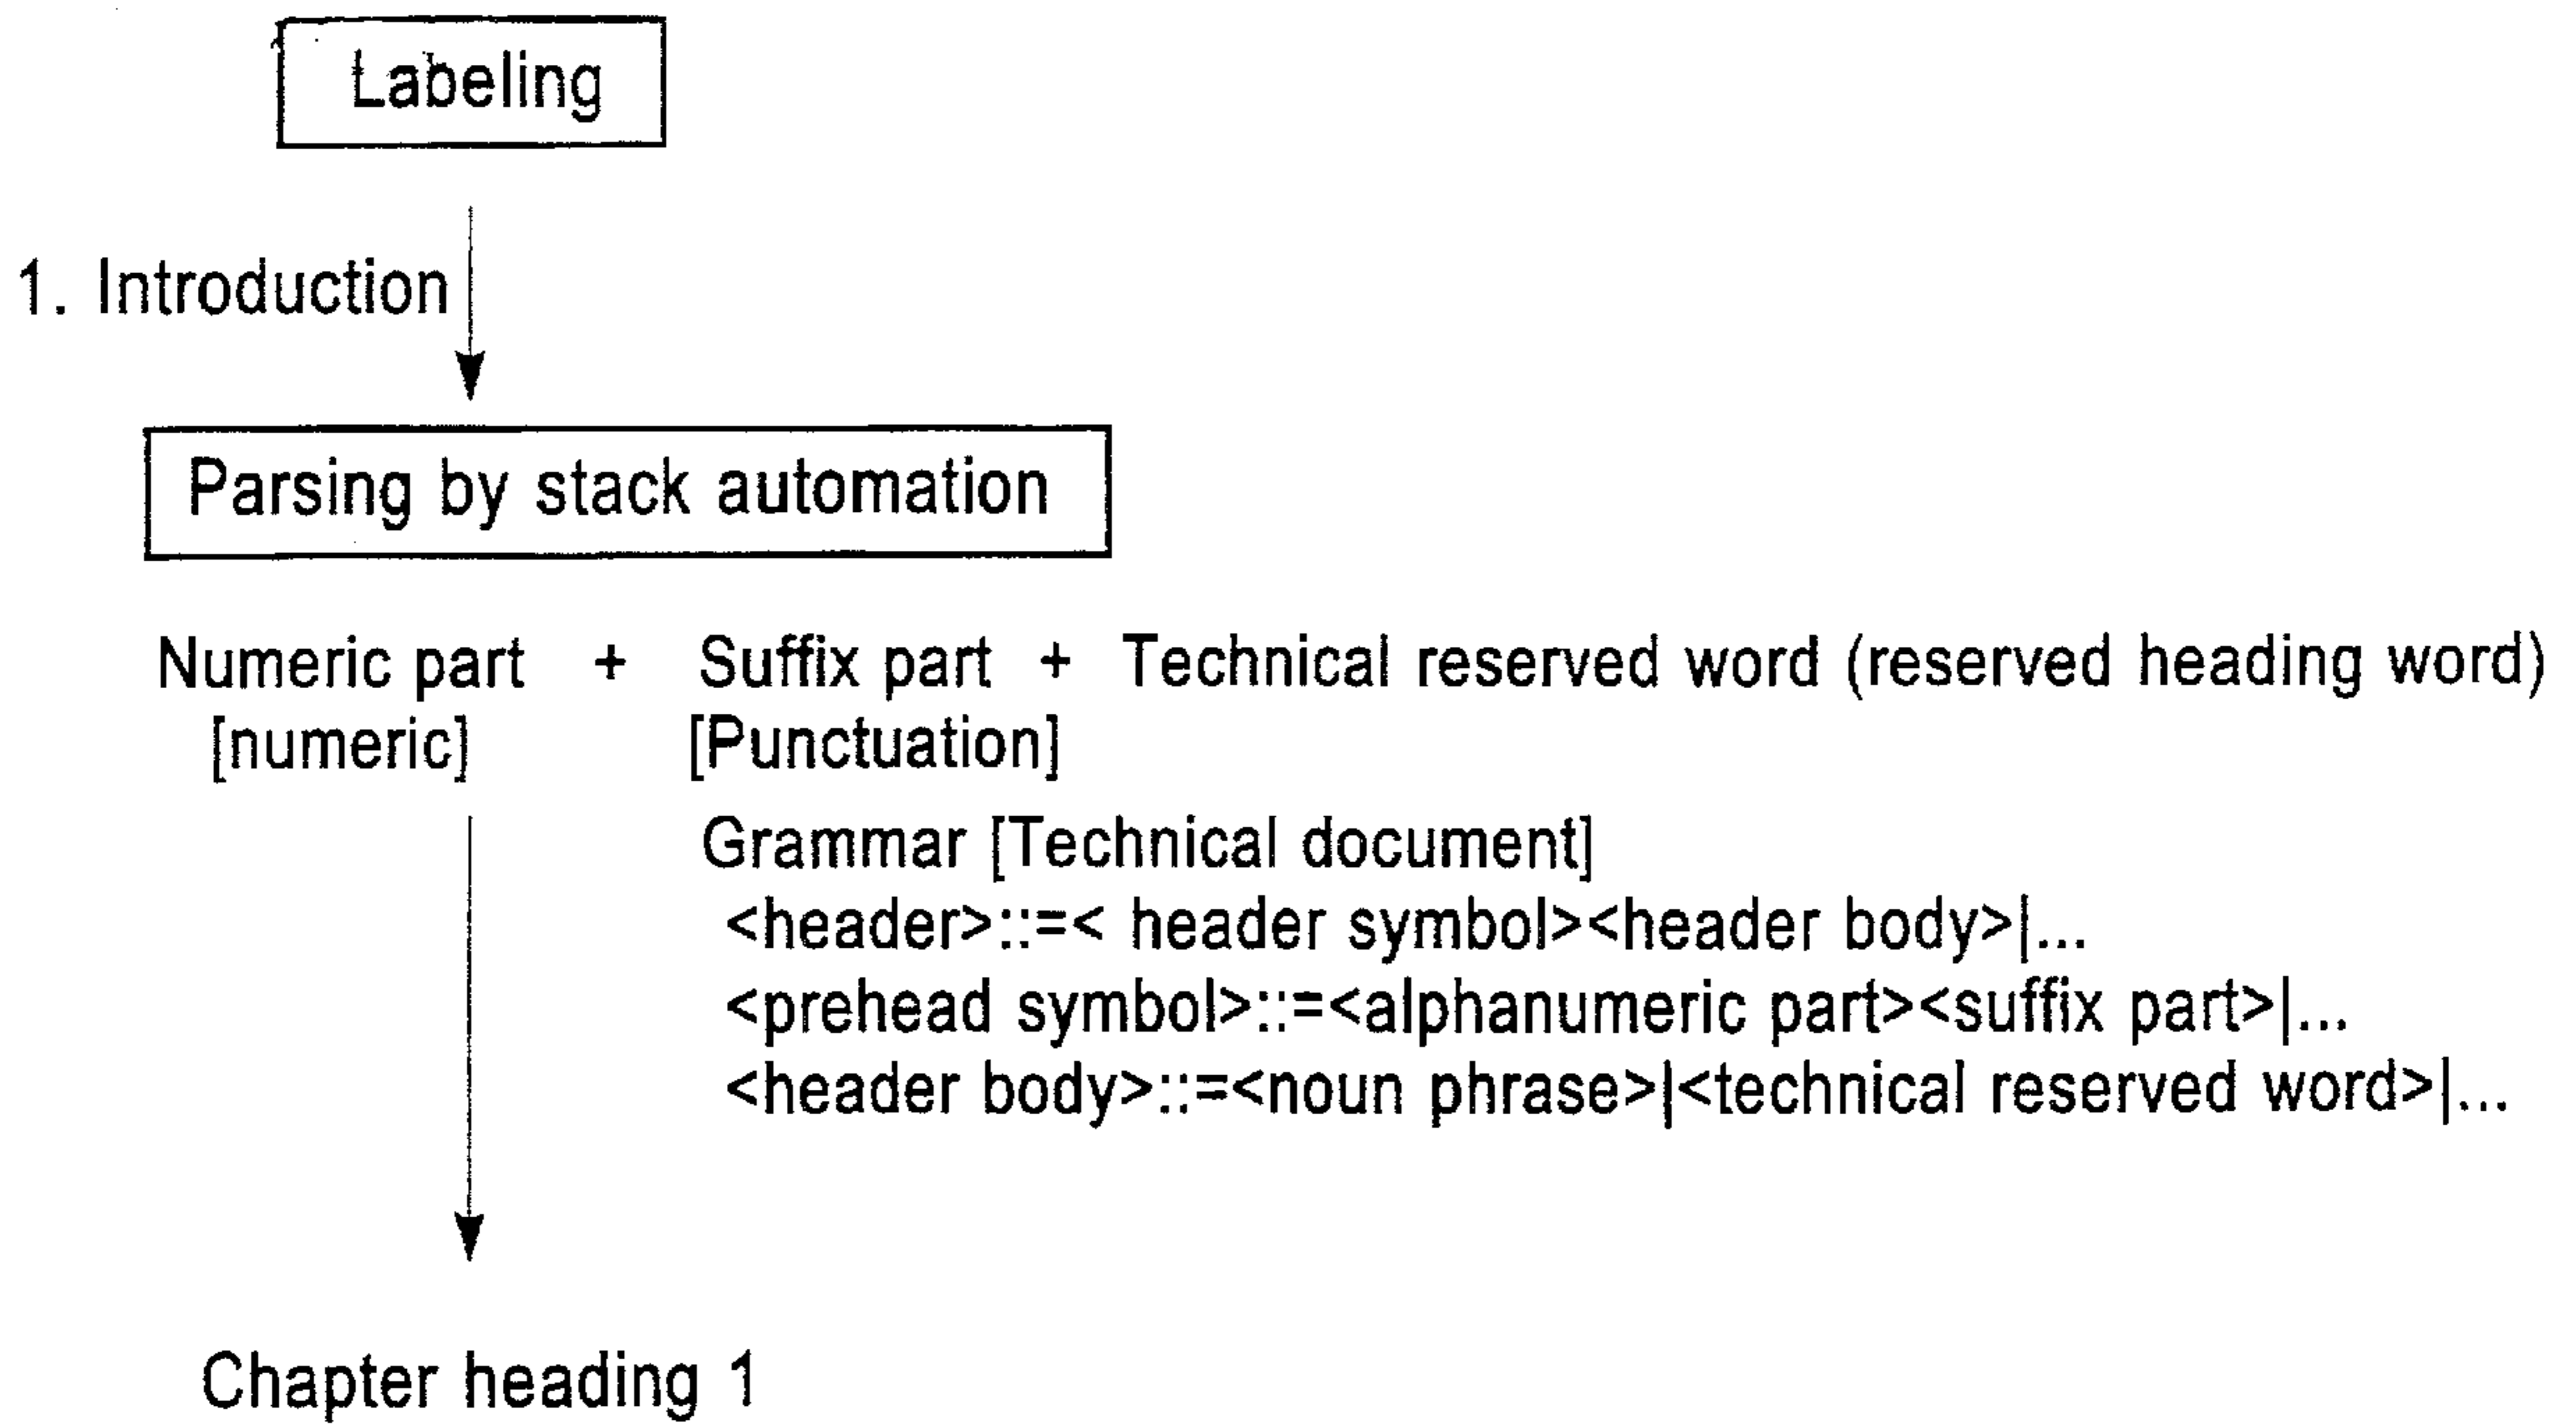 Labeling
1. Introduction
Parsing by stack automation
Numeric part + Suffix part + Technical reserved word (reserved heading word)
[numeric] [Punctuation]
Grammar [Technical document]
<header>::=< header symbol><header body>|...
<prehead symbol>::=<alphanumeric part><suffix part>|...
<header body>::=<noun phrase>|<technical reserved word>|...
Chapter heading 1